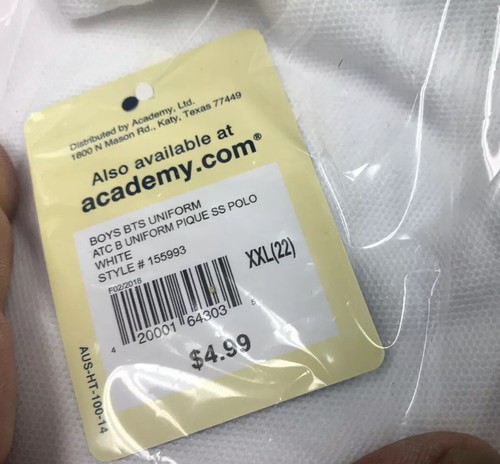 Distributed by Academy, Ltd.
1800 N Mason Rd., Katy, Texas 77449
Also available at
academy.com®
BOYS BTS UNIFORM
ATC B UNIFORM PIQUE SS POLO
WHITE
STYLE # 155993
XXL(22)
F02/2018
4 20001 64303 5
$4.99
AUS-HT-100-14